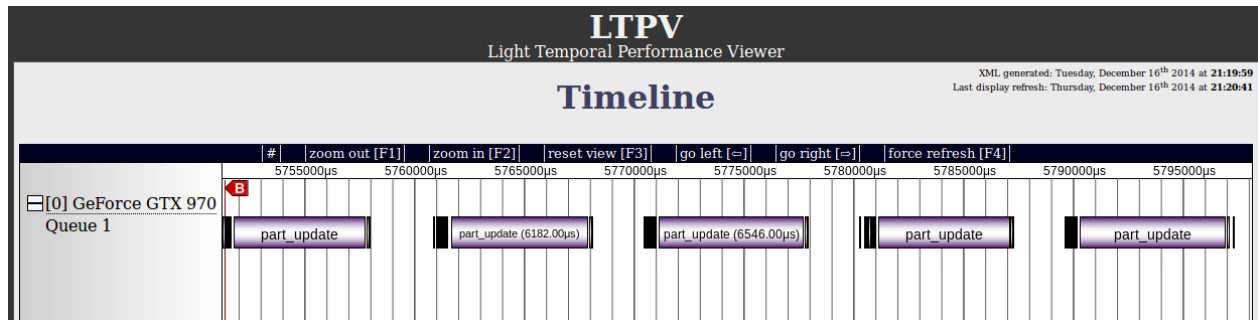 LTPV
Light Temporal Performance Viewer
XML generated: Tuesday, December 16th 2014 at 21:19:59
Last display refresh: Thursday, December 16th 2014 at 21:20:41
Timeline
# zoom out [F1] zoom in [F2] reset view [F3] go left [⇦] go right [⇨] force refresh [F4]
5755000µs 5760000µs 5765000µs 5770000µs 5775000µs 5780000µs 5785000µs 5790000µs 5795000µs
B
[0] GeForce GTX 970
Queue 1
part_update part_update (6182.00µs) part_update (6546.00µs) part_update part_update